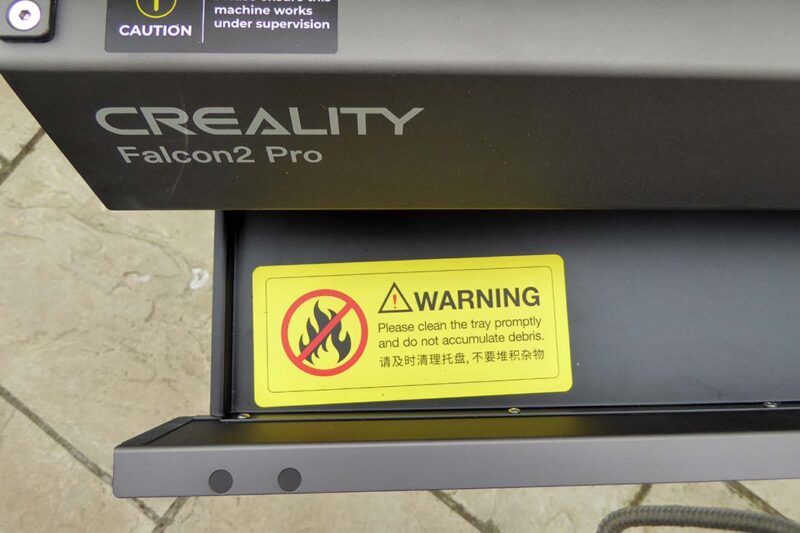 CAUTION
machine works
under supervision
CREALITY
Falcon2 Pro
WARNING
Please clean the tray promptly
and do not accumulate debris.
请及时清理托盘,不要堆积杂物